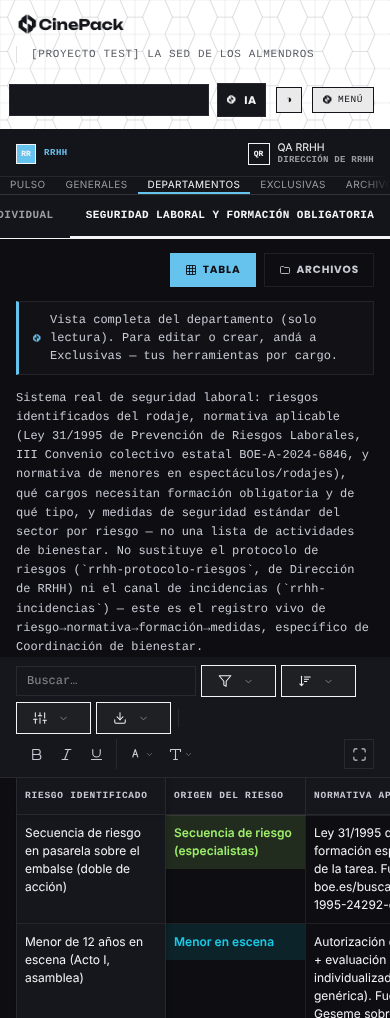 CinePack
[PROYECTO TEST] LA SED DE LOS ALMENDROS
IA
MENÚ
RR
RRHH
QR
QA RRHH
DIRECCIÓN DE RRHH
PULSO GENERALES DEPARTAMENTOS EXCLUSIVAS ARCHIV
DIVIDUAL SEGURIDAD LABORAL Y FORMACIÓN OBLIGATORIA
TABLA ARCHIVOS
Vista completa del departamento (solo
lectura). Para editar o crear, andá a
Exclusivas — tus herramientas por cargo.
Sistema real de seguridad laboral: riesgos
identificados del rodaje, normativa aplicable
(Ley 31/1995 de Prevención de Riesgos Laborales,
III Convenio colectivo estatal BOE-A-2024-6846, y
normativa de menores en espectáculos/rodajes),
qué cargos necesitan formación obligatoria y de
qué tipo, y medidas de seguridad estándar del
sector por riesgo — no una lista de actividades
de bienestar. No sustituye el protocolo de
riesgos (`rrhh-protocolo-riesgos`, de Dirección
de RRHH) ni el canal de incidencias (`rrhh-
incidencias`) — este es el registro vivo de
riesgo→normativa→formación→medidas, específico de
Coordinación de bienestar.
Buscar…
B I U A T
RIESGO IDENTIFICADO ORIGEN DEL RIESGO NORMATIVA AP
Secuencia de riesgo
en pasarela sobre el
embalse (doble de
acción)
Secuencia de riesgo
(especialistas)
Ley 31/1995 d
formación esp
de la tarea. Fu
boe.es/busca
1995-24292-
Menor de 12 años en
escena (Acto I,
asamblea)
Menor en escena
Autorización
+ evaluación
individualizad
genérica). Fue
Geseme sobr